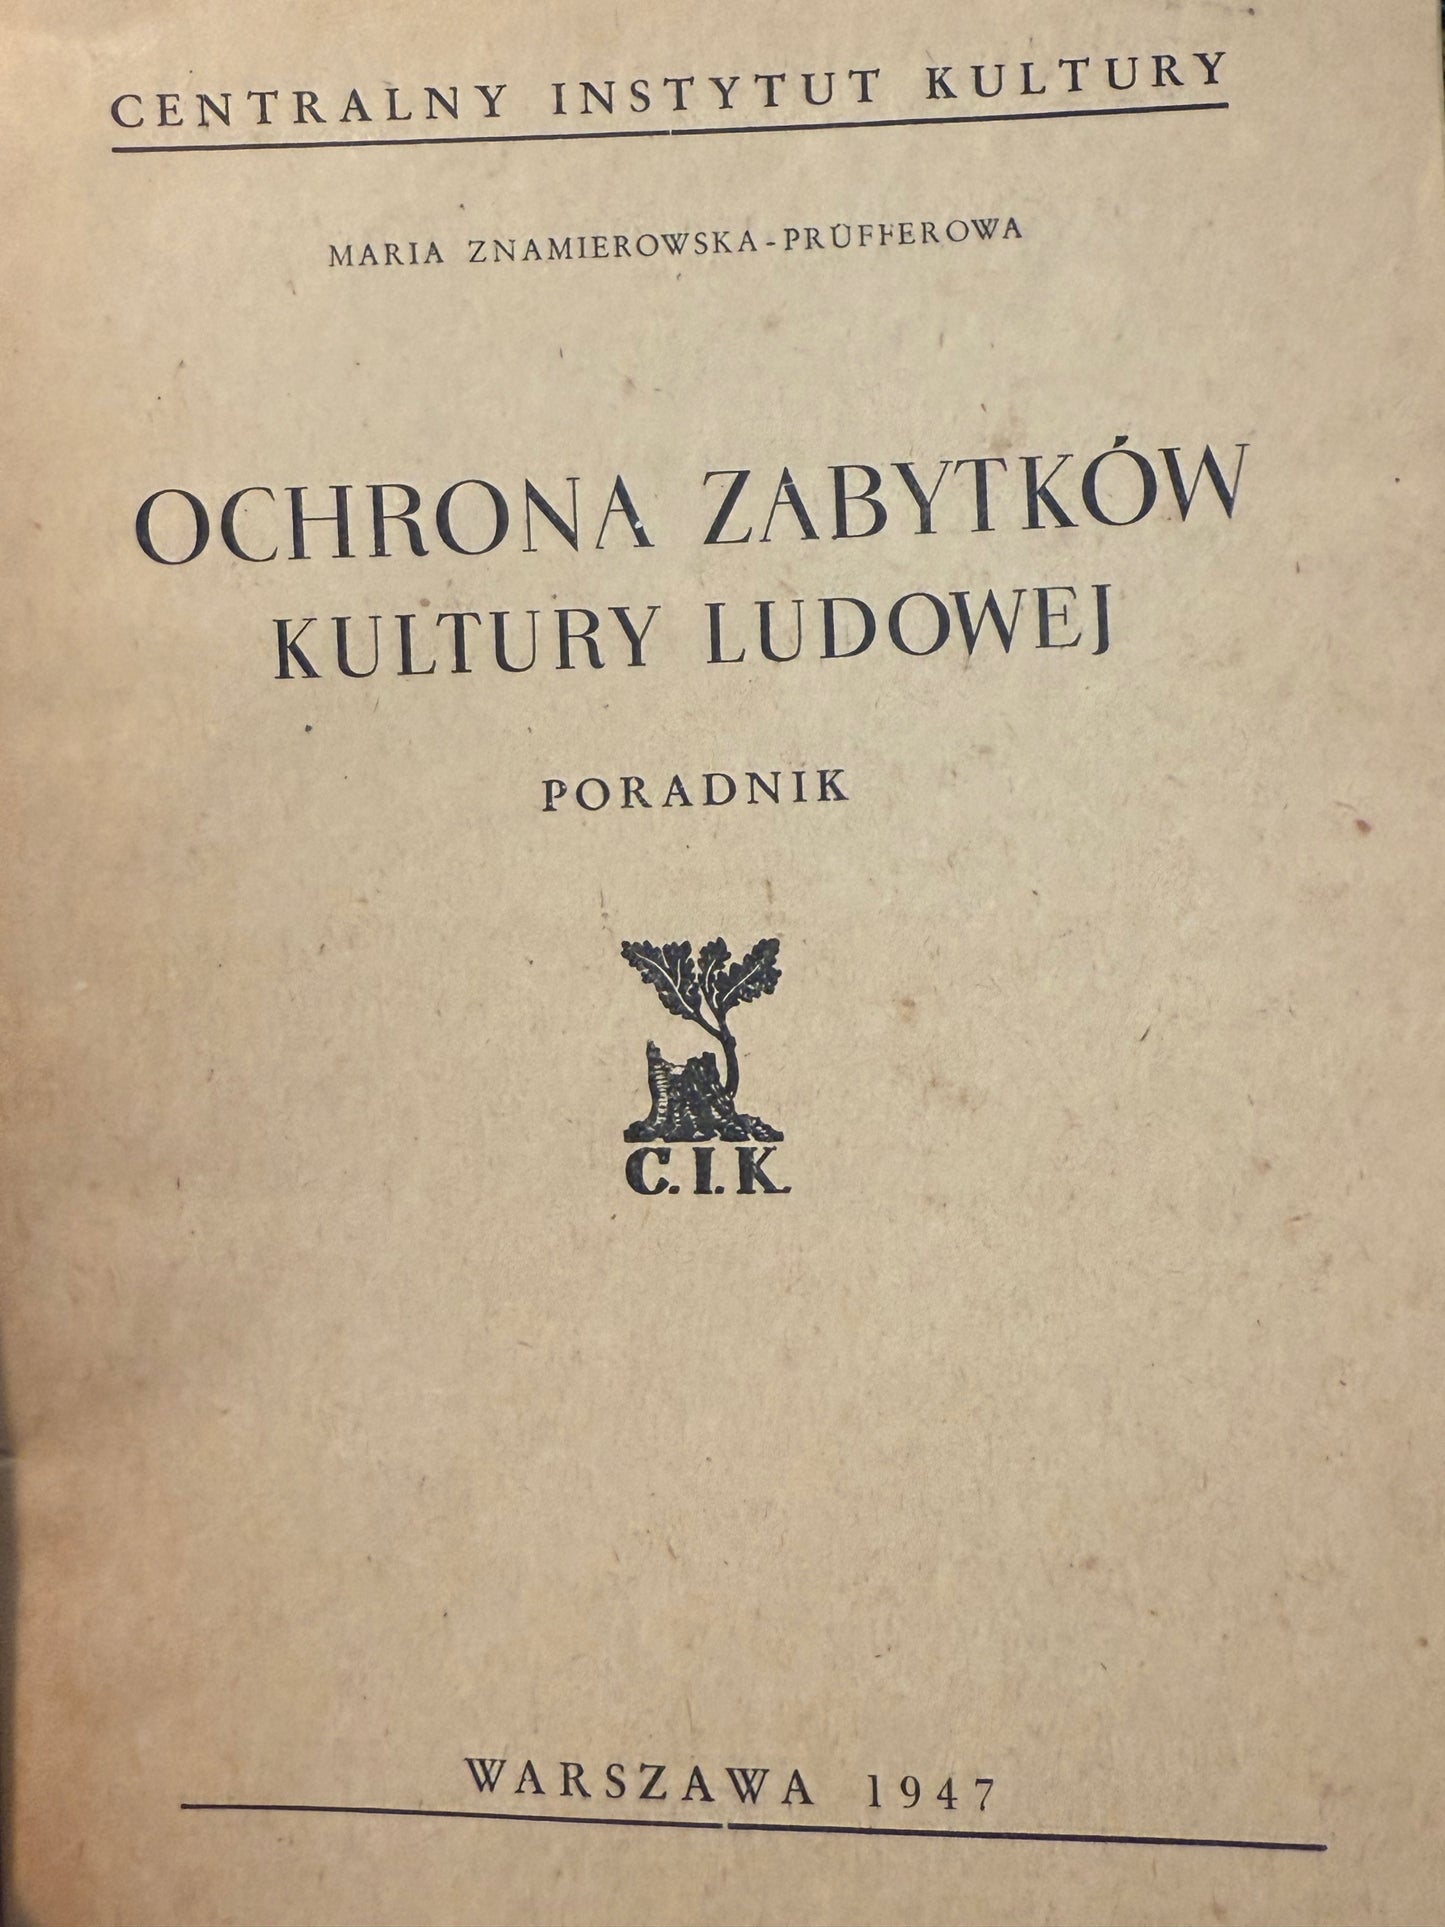 CENTRALNY INSTYTUT KULTURY
MARIA ZNAMIEROWSKA-PRÜFFEROWA
OCHRONA ZABYTKÓW
KULTURY LUDOWEJ
PORADNIK
C.I.K.
WARSZAWA 1947